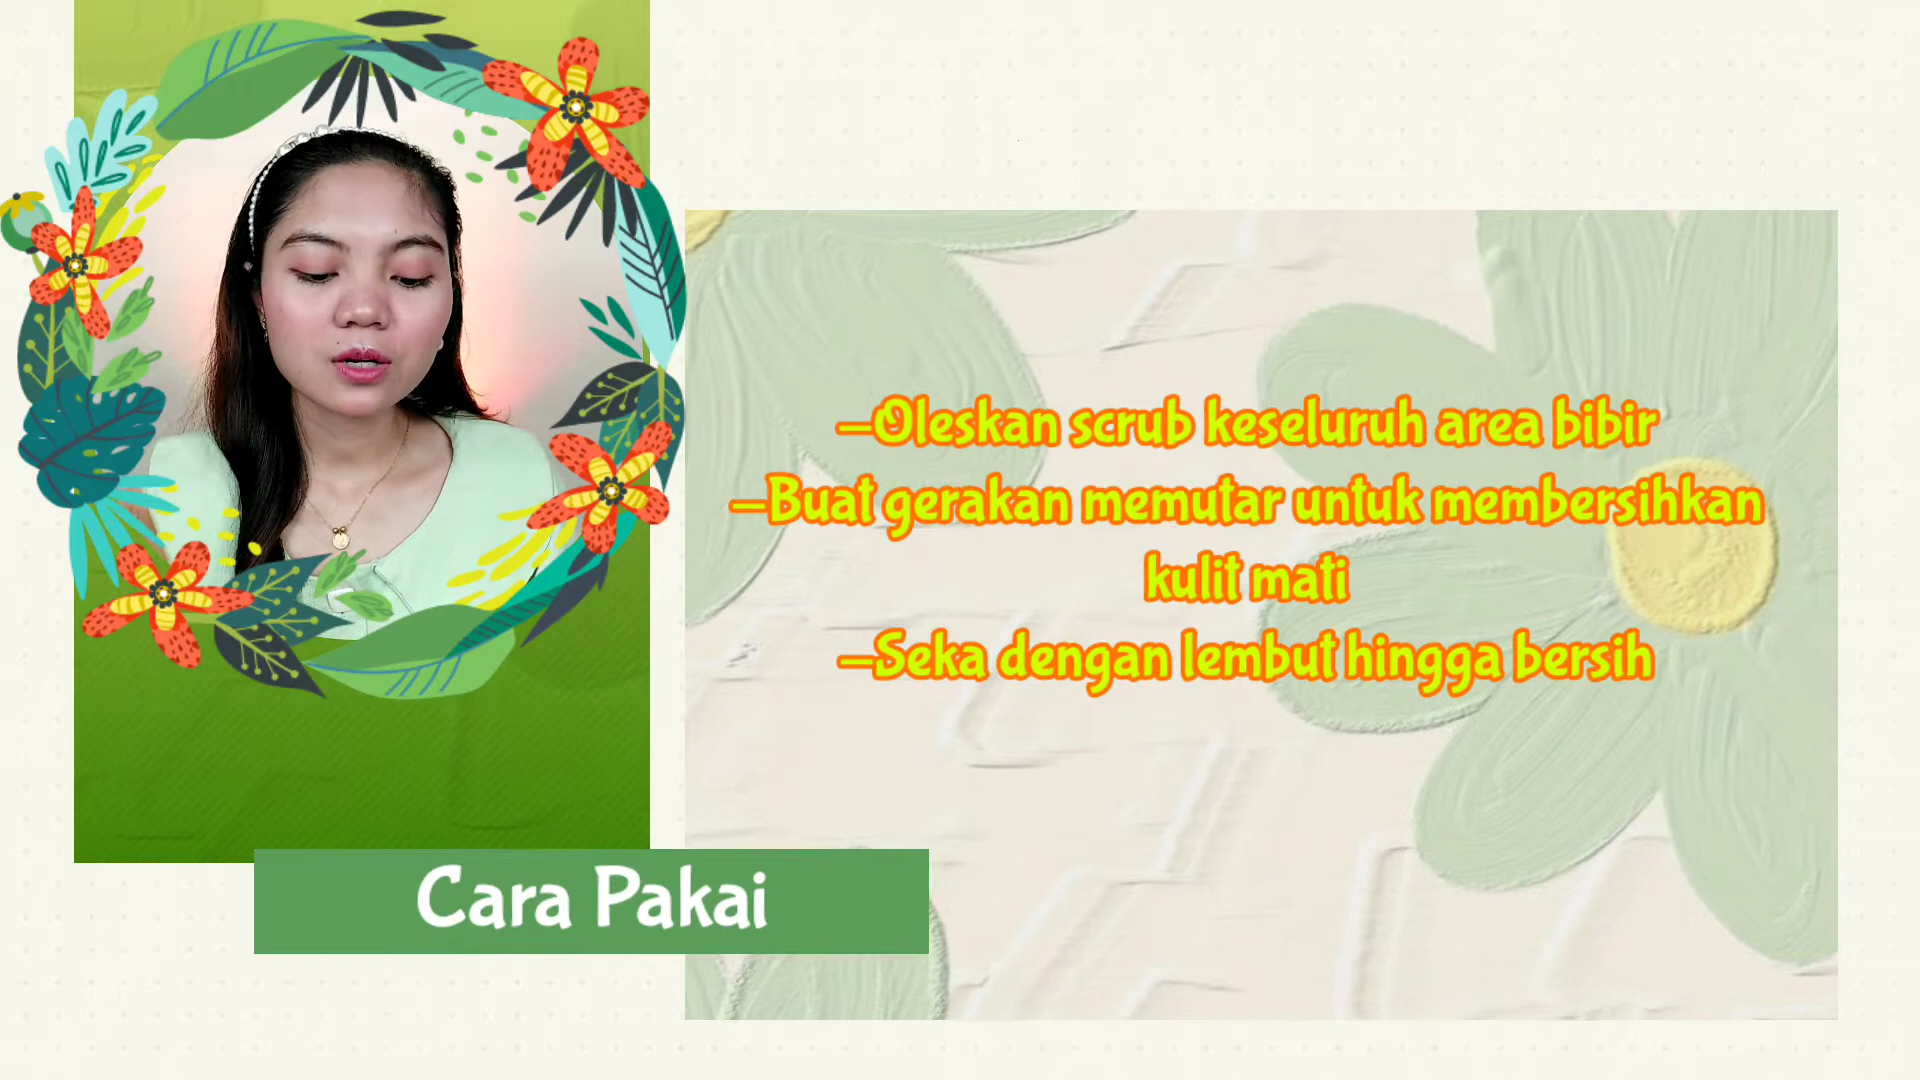 -Oleskan scrub keseluruh area bibir
-Buat gerakan memutar untuk membersihkan
kulit mati
-Seka dengan lembut hingga bersih
Cara Pakai